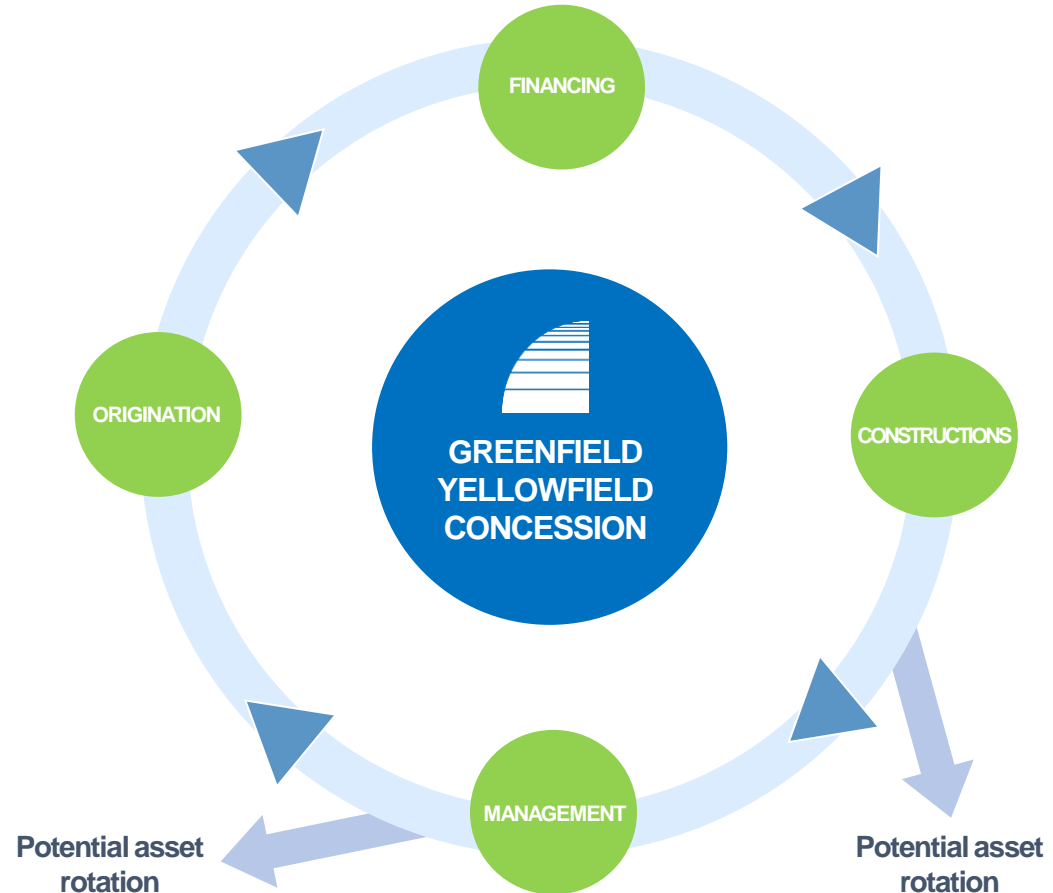 FINANCING
ORIGINATION
CONSTRUCTIONS
GREENFIELD
YELLOWFIELD
CONCESSION
MANAGEMENT
Potential asset
rotation
Potential asset
rotation